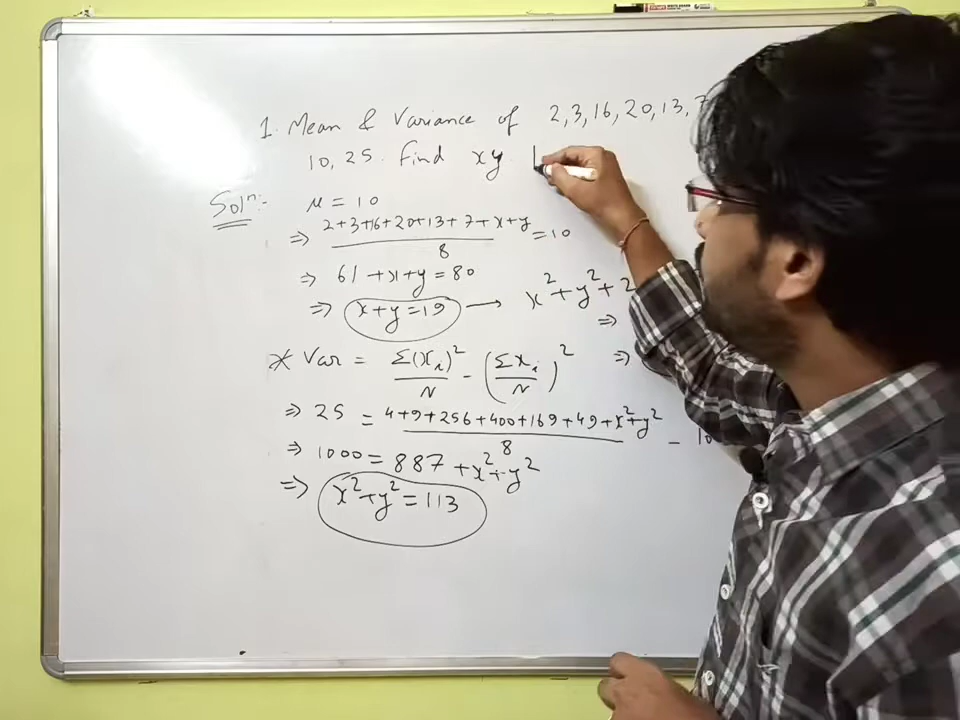 1. Mean & Variance of 2,3,16,20,13,7
10, 25. Find xy.
Solⁿ:- μ = 10
⇒ 2+3+16+20+13+7+x+y / 8 = 10
⇒ 61 + x+y = 80
⇒ x+y = 19 → x² + y² + 2
⇒
* Var = Σ(xᵢ)² / N - (Σxᵢ / N)² ⇒
⇒ 25 = 4+9+256+400+169+49+x²+y² / 8 - 10
⇒ 1000 = 887 + x²+y²
⇒ x²+y² = 113